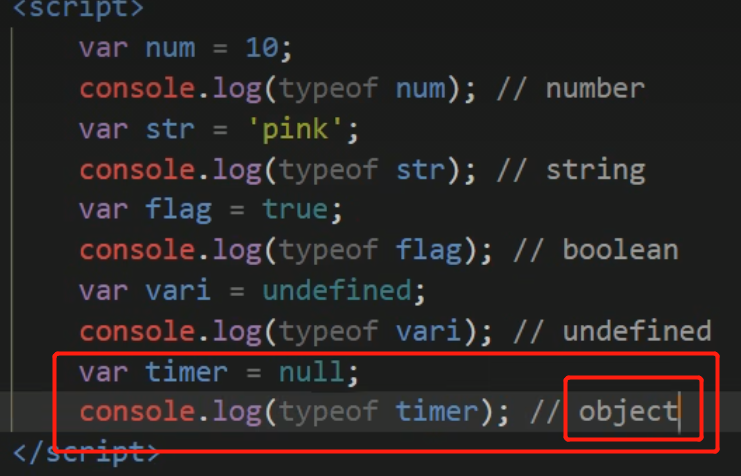 <script>
var num = 10;
console.log(typeof num); // number
var str = 'pink';
console.log(typeof str); // string
var flag = true;
console.log(typeof flag); // boolean
var vari = undefined;
console.log(typeof vari); // undefined
var timer = null;
console.log(typeof timer); // object
</script>